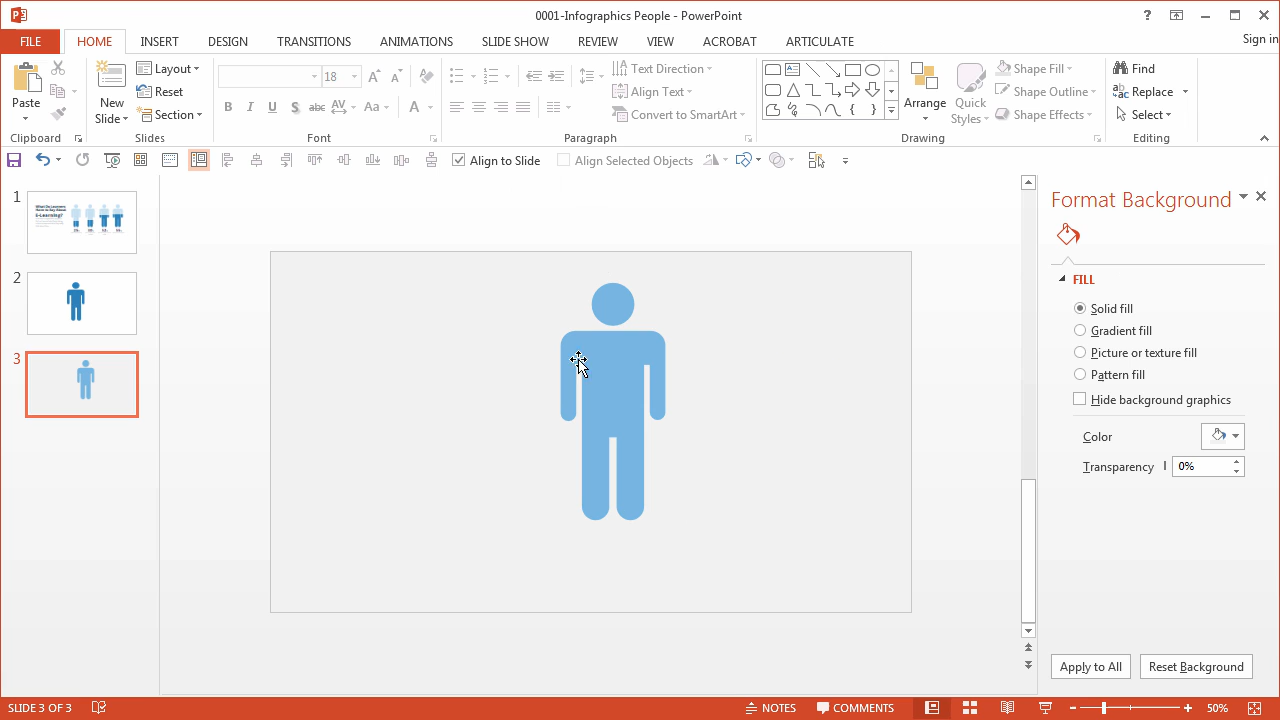 0001-Infographics People - PowerPoint
?
FILE HOME INSERT DESIGN TRANSITIONS ANIMATIONS SLIDE SHOW REVIEW VIEW ACROBAT ARTICULATE Sign in
Paste
New Slide
Layout
Reset
Section
18
B I U S abc AV Aa A
Text Direction
Align Text
Convert to SmartArt
Arrange
Quick Styles
Shape Fill
Shape Outline
Shape Effects
Find
Replace
Select
Clipboard Slides Font Paragraph Drawing Editing
Align to Slide Align Selected Objects
1
E-Learning?
2
3
Format Background
FILL
Solid fill
Gradient fill
Picture or texture fill
Pattern fill
Hide background graphics
Color
Transparency 0%
Apply to All Reset Background
SLIDE 3 OF 3 NOTES COMMENTS 50%